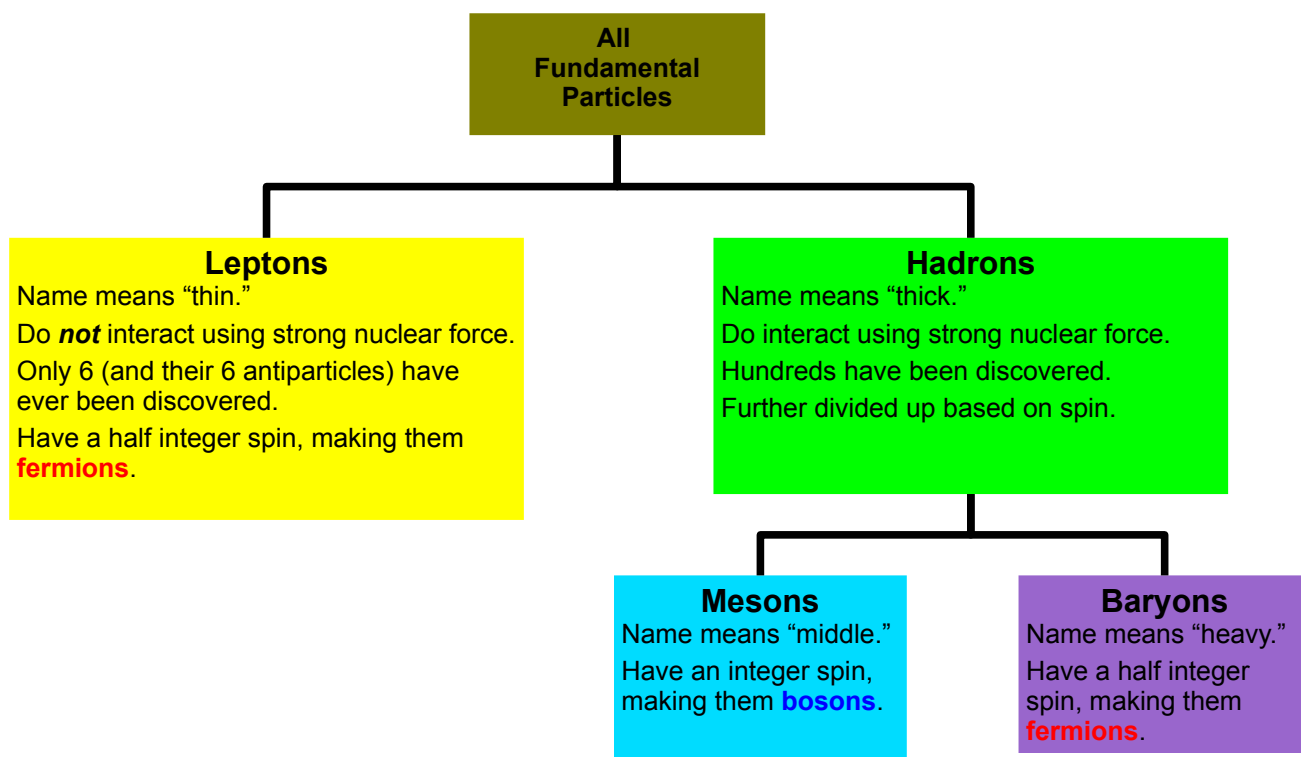 All
Fundamental
Particles
Leptons
Name means “thin.”
Do not interact using strong nuclear force.
Only 6 (and their 6 antiparticles) have
ever been discovered.
Have a half integer spin, making them
fermions.
Hadrons
Name means “thick.”
Do interact using strong nuclear force.
Hundreds have been discovered.
Further divided up based on spin.
Mesons
Name means “middle.”
Have an integer spin,
making them bosons.
Baryons
Name means “heavy.”
Have a half integer
spin, making them
fermions.